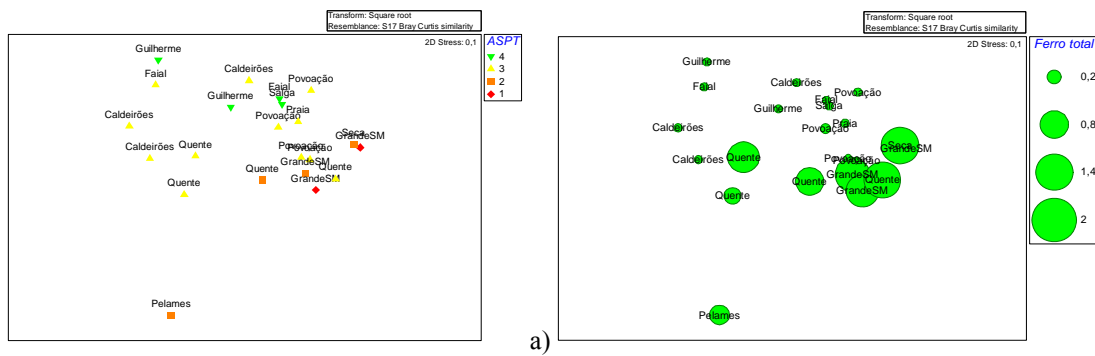 Transform: Square root
Resemblance: S17 Bray Curtis similarity
2D Stress: 0,1
ASPT
4
3
2
1
Guilherme
Faial
Caldeirões
Povoação
Faial
Salga
Guilherme
Praia
Caldeirões
Povoação
Seca
GrandeSM
Caldeirões
Quente
Povoação
Povoação
GrandeSM
Quente
Quente
GrandeSM
Quente
Pelames
a)
Transform: Square root
Resemblance: S17 Bray Curtis similarity
2D Stress: 0,1
Ferro total
0,2
0,8
1,4
2
Guilherme
Faial
Caldeirões
Povoação
Faial
Salga
Guilherme
Praia
Caldeirões
Povoação
Seca
GrandeSM
Caldeirões
Quente
Povoação
Povoação
GrandeSM
Quente
Quente
GrandeSM
Quente
Pelames